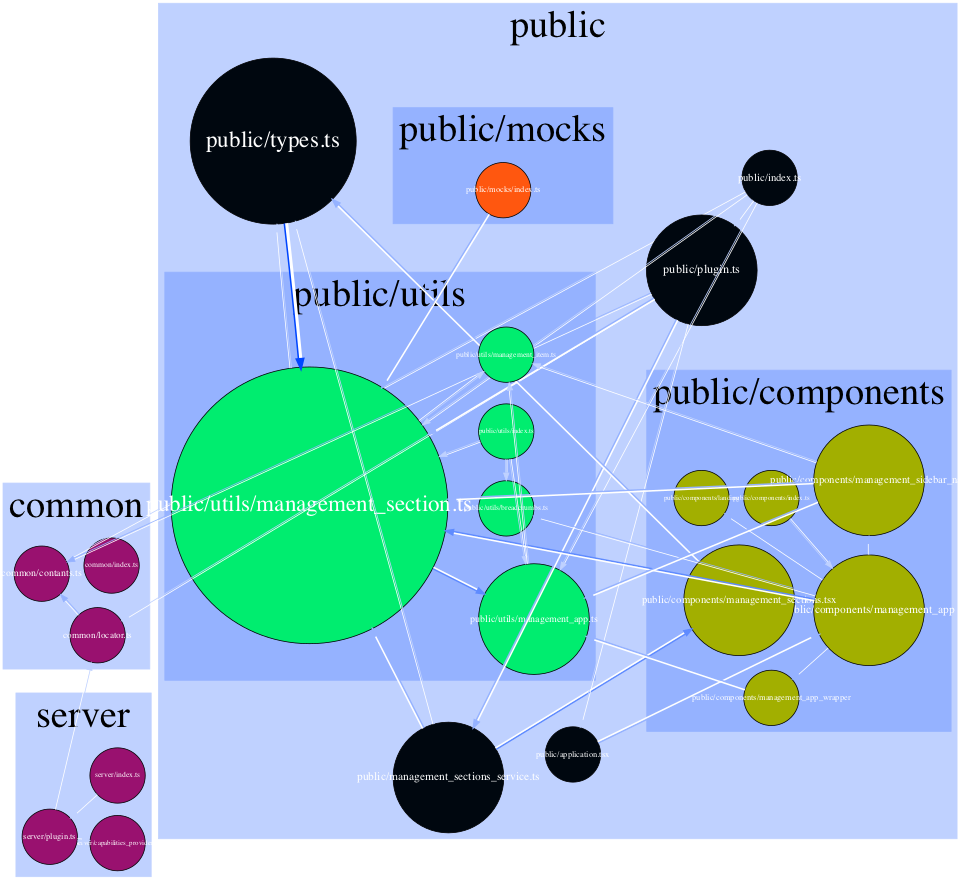 public
public/types.ts
public/mocks
public/mocks/index.ts
public/index.ts
public/plugin.ts
public/utils
public/utils/management_item.ts
public/utils/index.ts
public/utils/breadcrumbs.ts
public/utils/management_section.ts
public/utils/management_app.ts
public/components
public/components/management_sidebar_n
public/components/landing
public/components/index.ts
public/components/management_sections.tsx
public/components/management_app
public/components/management_app_wrapper
public/management_sections_service.ts
public/application.tsx
common
common/contants.ts
common/index.ts
common/locator.ts
server
server/index.ts
server/plugin.ts
server/capabilities_provider